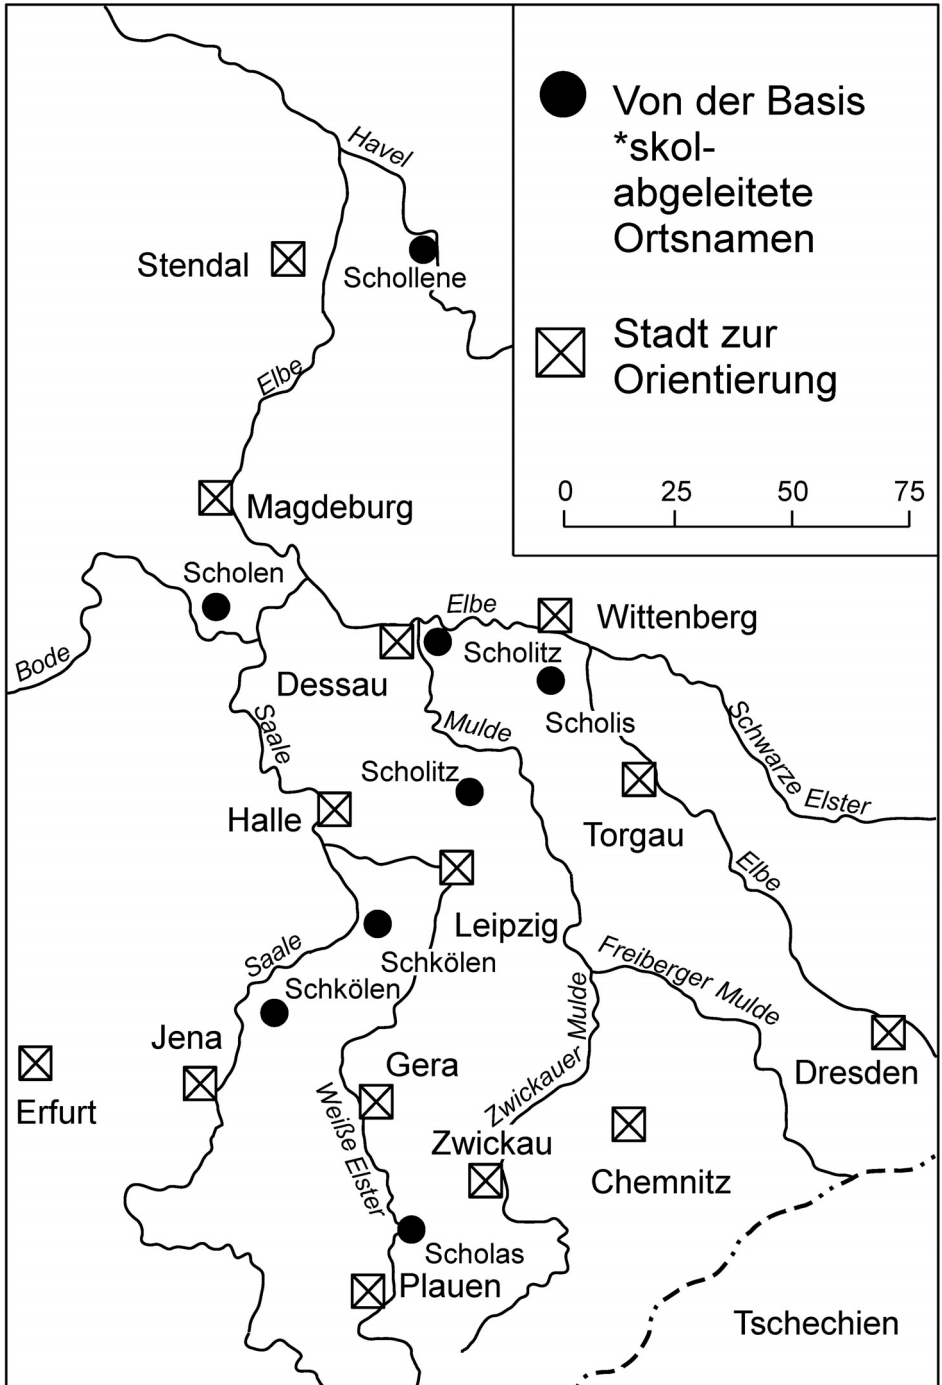 Von der Basis
*skol-
abgeleitete
Ortsnamen
Stadt zur
Orientierung
0 25 50 75
Havel
Stendal
Schollene
Elbe
Magdeburg
Scholen
Elbe
Wittenberg
Bode
Scholitz
Dessau
Saale
Mulde
Scholis
Schwarze Elster
Scholitz
Halle
Torgau
Elbe
Leipzig
Saale
Schkölen
Freiberger Mulde
Schkölen
Jena
Zwickauer Mulde
Gera
Dresden
Erfurt
Weiße Elster
Zwickau
Chemnitz
Scholas
Plauen
Tschechien